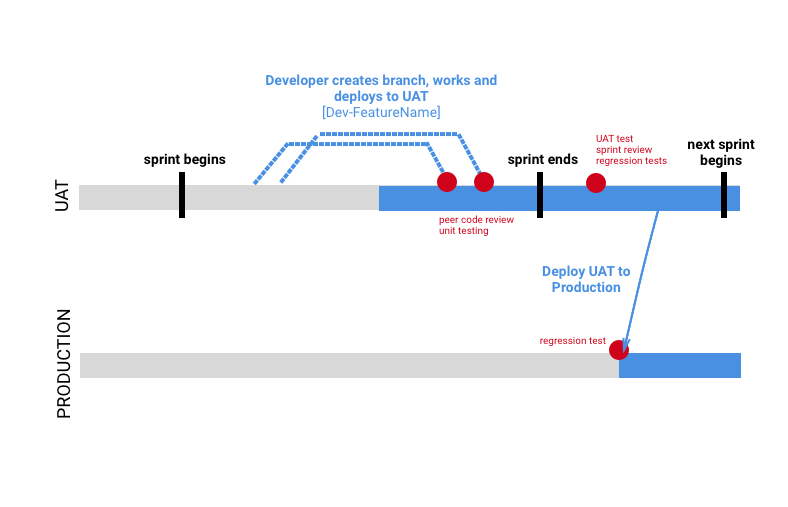 Developer creates branch, works and
deploys to UAT
[Dev-FeatureName]
UAT test
sprint review
regression tests
next sprint
begins
sprint begins
sprint ends
UAT
peer code review
unit testing
Deploy UAT to
Production
regression test
PRODUCTION